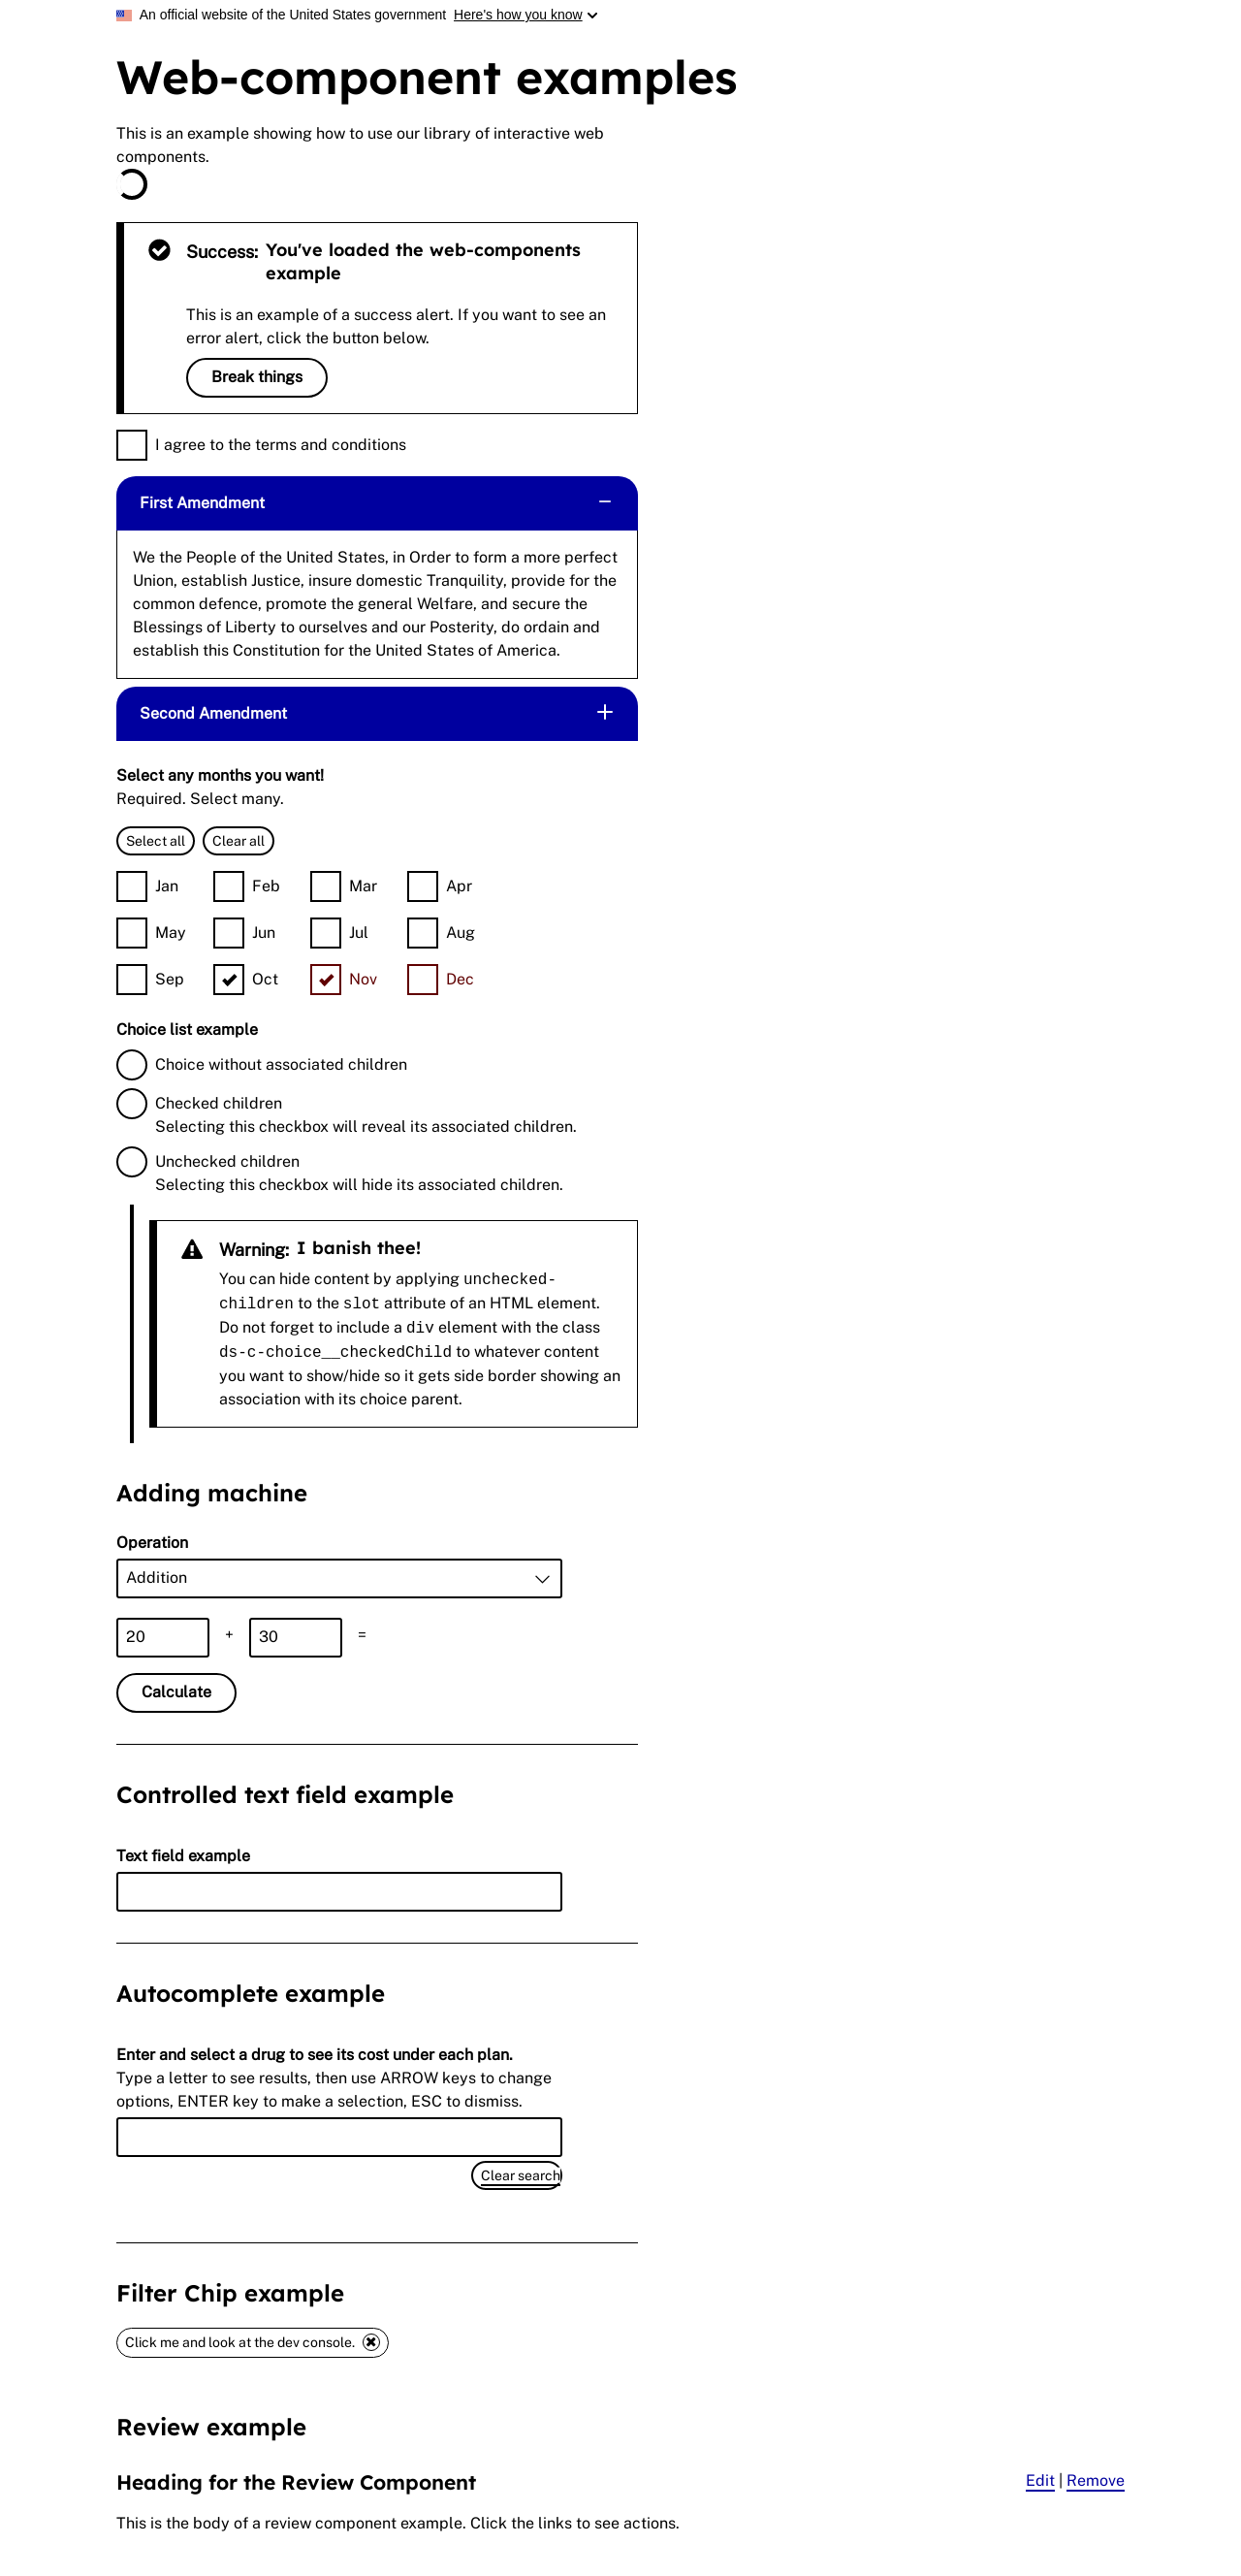 An official website of the United States government Here's how you know
Web-component examples
This is an example showing how to use our library of interactive web
components.
Success: You've loaded the web-components
example
This is an example of a success alert. If you want to see an
error alert, click the button below.
Break things
I agree to the terms and conditions
First Amendment
We the People of the United States, in Order to form a more perfect
Union, establish Justice, insure domestic Tranquility, provide for the
common defence, promote the general Welfare, and secure the
Blessings of Liberty to ourselves and our Posterity, do ordain and
establish this Constitution for the United States of America.
Second Amendment
Select any months you want!
Required. Select many.
Select all Clear all
Jan Feb Mar Apr
May Jun Jul Aug
Sep Oct Nov Dec
Choice list example
Choice without associated children
Checked children
Selecting this checkbox will reveal its associated children.
Unchecked children
Selecting this checkbox will hide its associated children.
Warning: I banish thee!
You can hide content by applying unchecked-
children to the slot attribute of an HTML element.
Do not forget to include a div element with the class
ds-c-choice__checkedChild to whatever content
you want to show/hide so it gets side border showing an
association with its choice parent.
Adding machine
Operation
Addition
20 + 30 =
Calculate
Controlled text field example
Text field example
Autocomplete example
Enter and select a drug to see its cost under each plan.
Type a letter to see results, then use ARROW keys to change
options, ENTER key to make a selection, ESC to dismiss.
Clear search
Filter Chip example
Click me and look at the dev console.
Review example
Heading for the Review Component
Edit | Remove
This is the body of a review component example. Click the links to see actions.